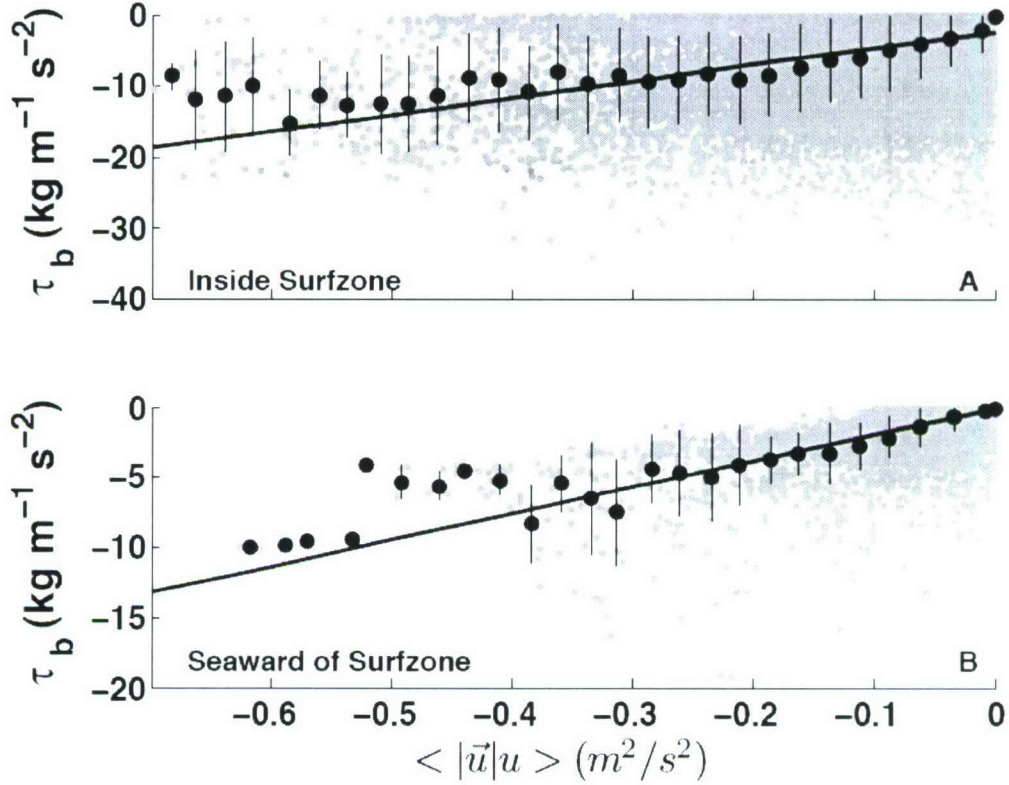 0
−10
−20
−30
−40
τ b (kg m−1 s−2)
Inside Surfzone
A
0
−5
−10
−15
−20
τ b (kg m−1 s−2)
Seaward of Surfzone
B
−0.6 −0.5 −0.4 −0.3 −0.2 −0.1 0
< |u⃗|u > (m²/s²)